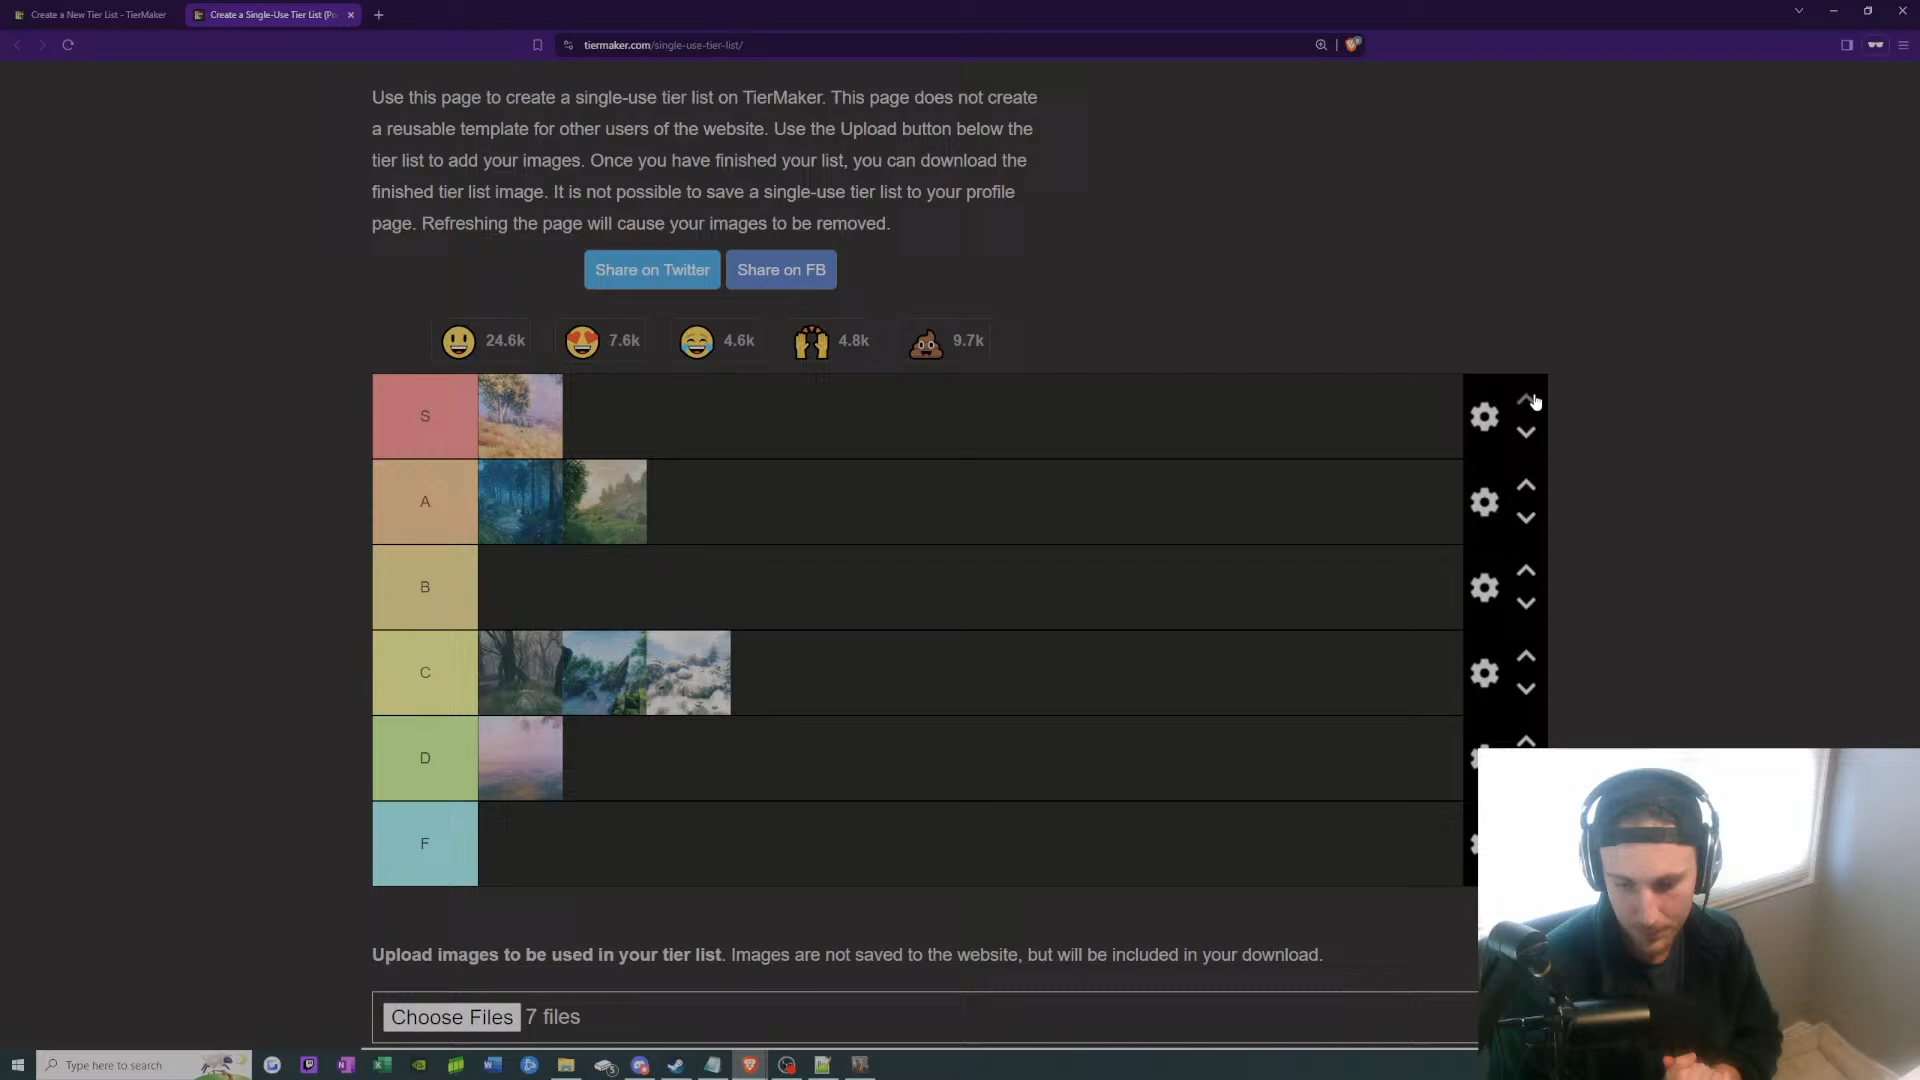 Create a New Tier List - TierMaker
Create a Single-Use Tier List (Pr
tiermaker.com/single-use-tier-list/
Use this page to create a single-use tier list on TierMaker. This page does not create
a reusable template for other users of the website. Use the Upload button below the
tier list to add your images. Once you have finished your list, you can download the
finished tier list image. It is not possible to save a single-use tier list to your profile
page. Refreshing the page will cause your images to be removed.
Share on Twitter Share on FB
24.6k 7.6k 4.6k 4.8k 9.7k
S
A
B
C
D
F
Upload images to be used in your tier list. Images are not saved to the website, but will be included in your download.
Choose Files 7 files
Type here to search